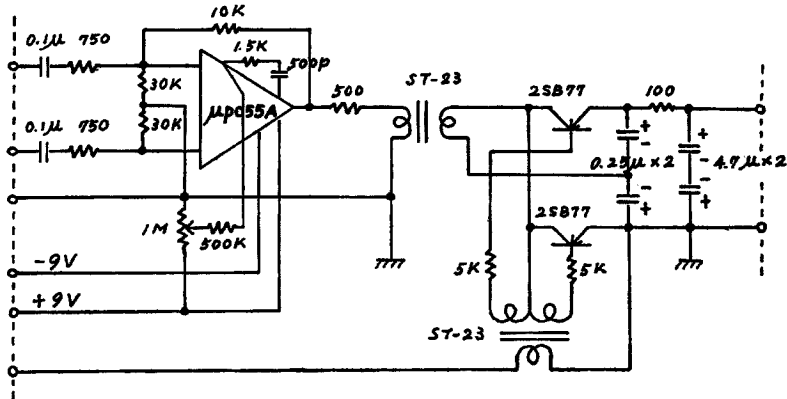 10K
0.1μ 750
1.5K
500p
30K
μpc55A
30K
500
ST-23
2SB77
100
0.1μ 750
+
-
0.25μ×2
-
+
+
-
4.7μ×2
-
+
1M
500K
2SB77
-9V
5K
5K
+9V
ST-23